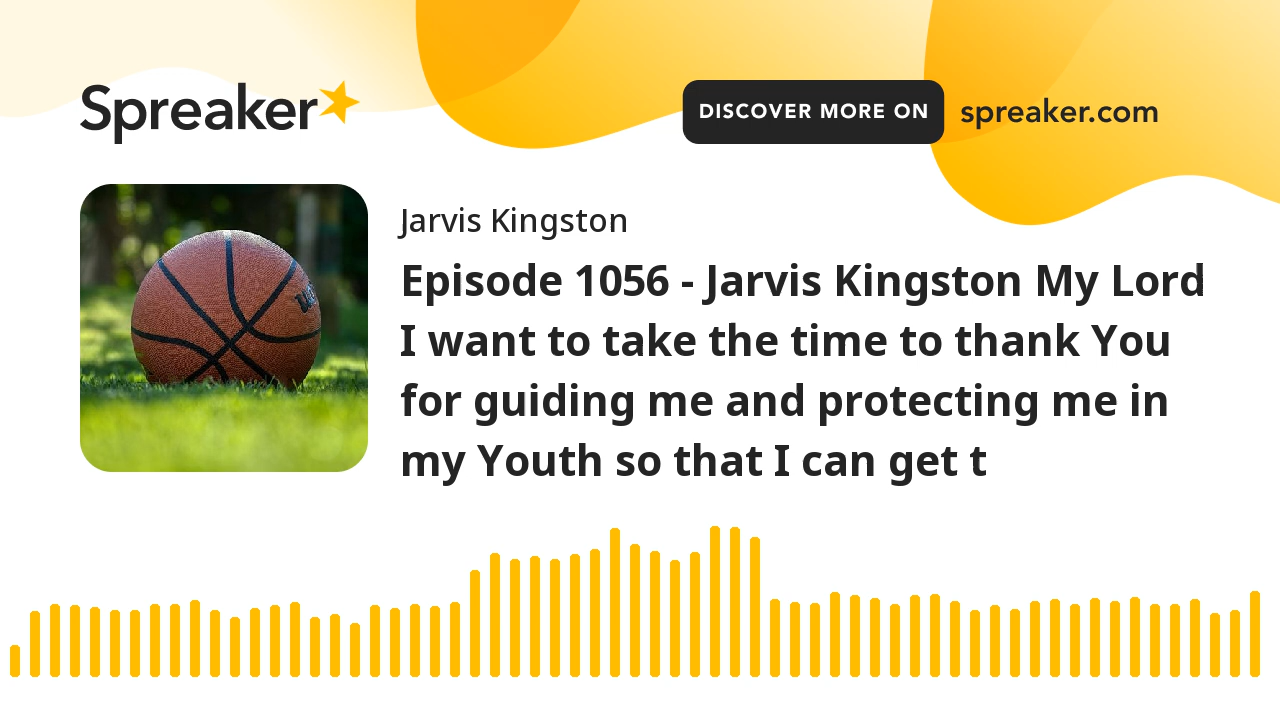 Spreaker
DISCOVER MORE ON
spreaker.com
Jarvis Kingston
Episode 1056 - Jarvis Kingston My Lord
I want to take the time to thank You
for guiding me and protecting me in
my Youth so that I can get t